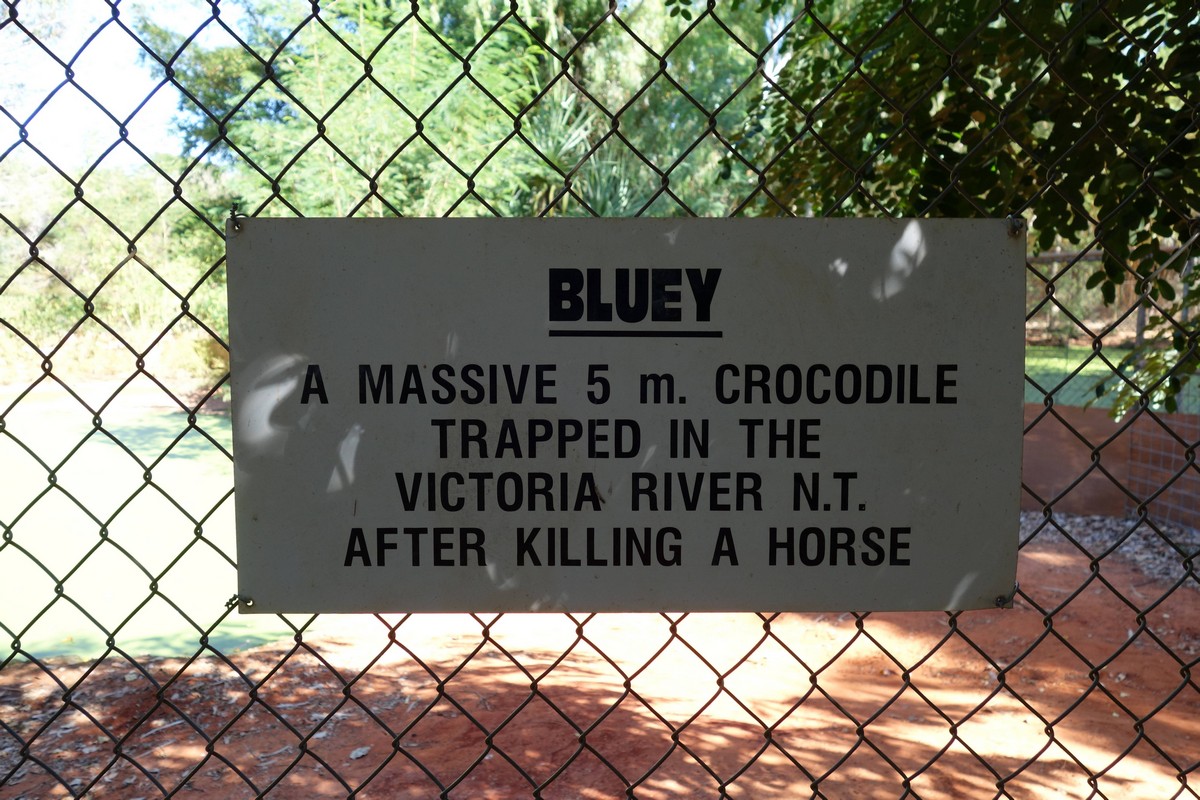 BLUEY
A MASSIVE 5 m. CROCODILE
TRAPPED IN THE
VICTORIA RIVER N.T.
AFTER KILLING A HORSE